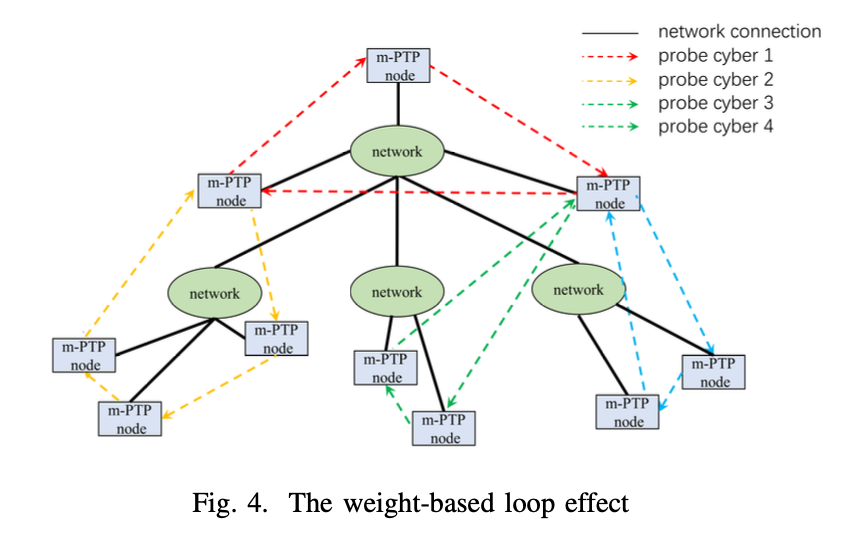 network connection
probe cyber 1
probe cyber 2
probe cyber 3
probe cyber 4
m-PTP
node
network
m-PTP
node
m-PTP
node
network
network
network
m-PTP
node
m-PTP
node
m-PTP
node
m-PTP
node
m-PTP
node
m-PTP
node
m-PTP
node
Fig. 4. The weight-based loop effect